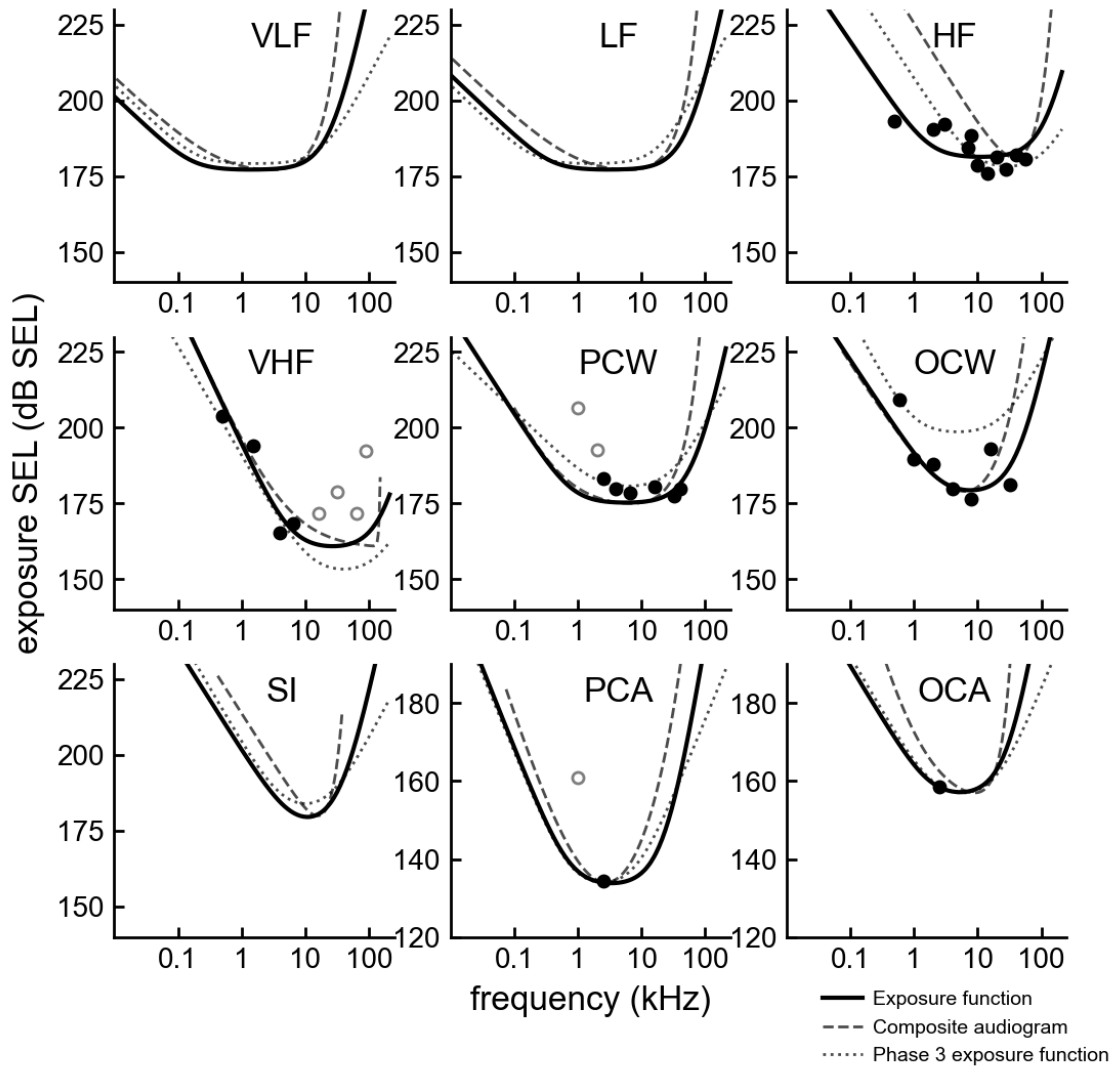 VLF
225
200
175
150
0.1 1 10 100
LF
225
200
175
150
0.1 1 10 100
HF
225
200
175
150
0.1 1 10 100
exposure SEL (dB SEL)
VHF
225
200
175
150
0.1 1 10 100
PCW
225
200
175
150
0.1 1 10 100
OCW
225
200
175
150
0.1 1 10 100
SI
225
200
175
150
0.1 1 10 100
PCA
180
160
140
120
0.1 1 10 100
OCA
180
160
140
120
0.1 1 10 100
frequency (kHz)
Exposure function
Composite audiogram
Phase 3 exposure function